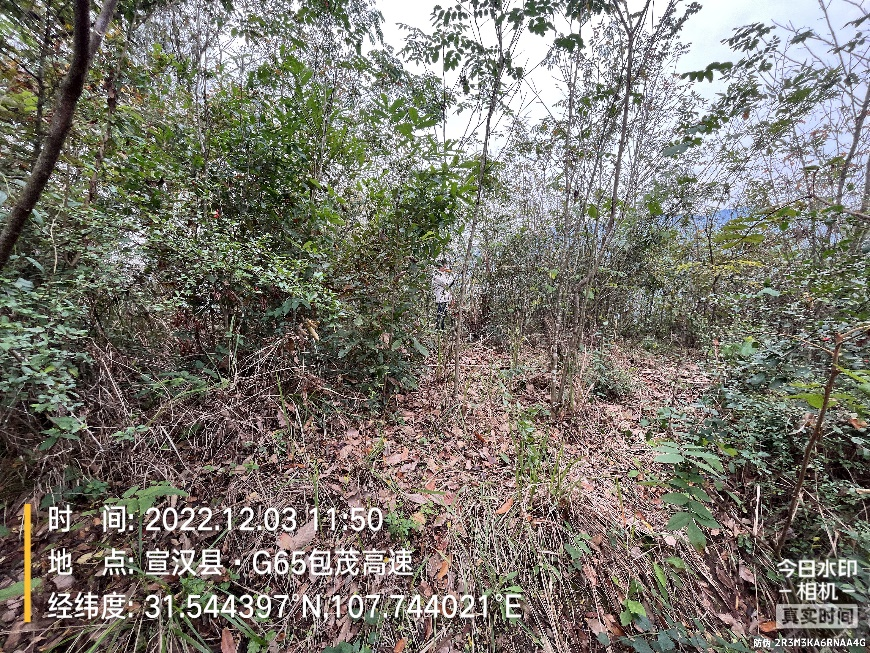 时　间: 2022.12.03 11:50
地　点: 宣汉县·G65包茂高速
经纬度: 31.544397°N,107.744021°E
今日水印
相机
真实时间
防伪 2R3M3KA6RNAA4G